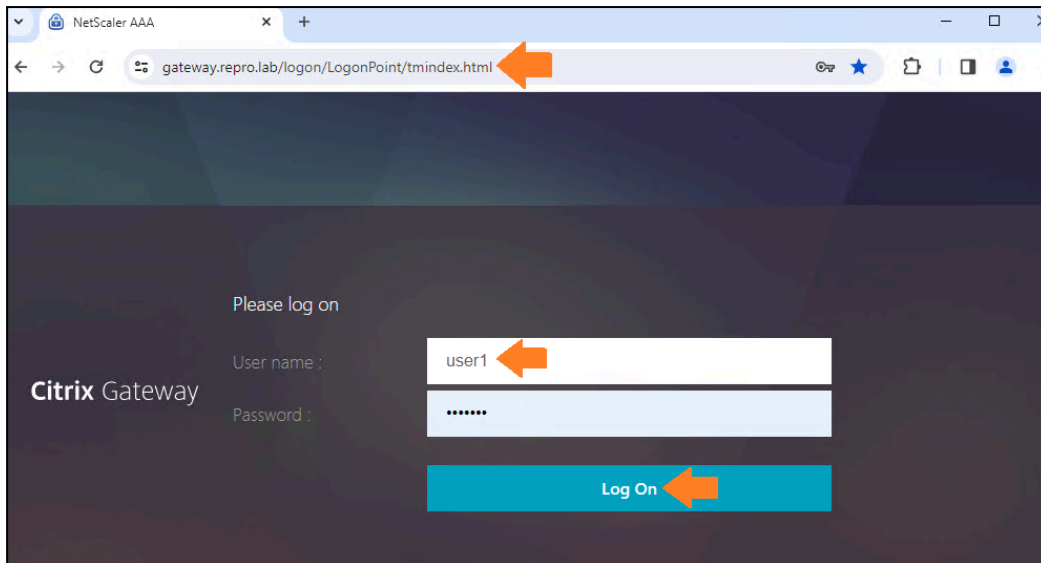 NetScaler AAA
gateway.repro.lab/logon/LogonPoint/tmindex.html
Please log on
User name :
user1
Citrix Gateway
Password :
•••••••
Log On